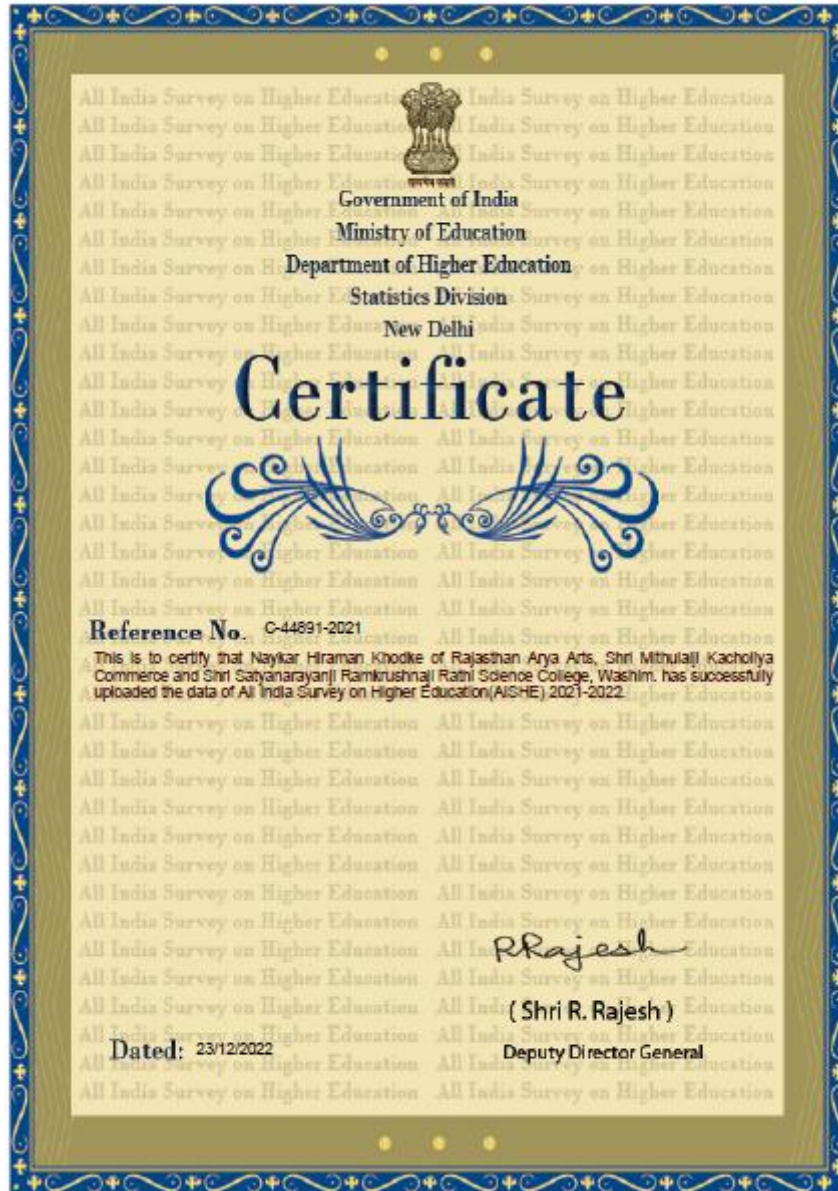 Government of India
Ministry of Education
Department of Higher Education
Statistics Division
New Delhi
Certificate
Reference No. C-44891-2021
This is to certify that Naykar Hiraman Khodke of Rajasthan Arya Arts, Shri Mithulalji Kacholiya
Commerce and Shri Satyanarayanji Ramkrushnaji Rathi Science College, Washim. has successfully
uploaded the data of All India Survey on Higher Education(AISHE) 2021-2022.
RRajesh
( Shri R. Rajesh )
Dated: 23/12/2022
Deputy Director General